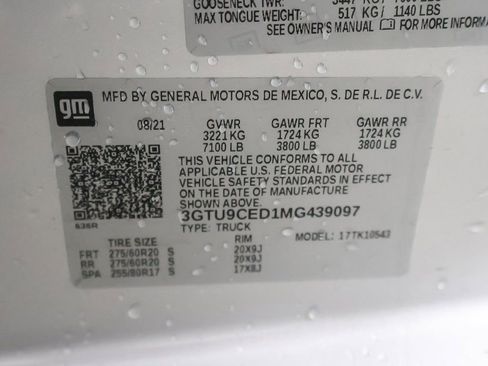 GOOSENECK TWR:
MAX TONGUE WEIGHT: 517 KG / 1140 LBS
SEE OWNER'S MANUAL
gm
MFD BY GENERAL MOTORS DE MEXICO, S. DE R.L. DE C.V.
08/21 GVWR GAWR FRT GAWR RR
3221 KG 1724 KG 1724 KG
7100 LB 3800 LB 3800 LB
THIS VEHICLE CONFORMS TO ALL
APPLICABLE U.S. FEDERAL MOTOR
VEHICLE SAFETY STANDARDS IN EFFECT
ON THE DATE OF MANUFACTURE
SHOWN ABOVE.
3GTU9CED1MG439097
TYPE: TRUCK MODEL: 17TK10543
TIRE SIZE RIM
FRT 275/60R20 S 20X9J
RR 275/60R20 S 20X9J
SPA 255/80R17 S 17X8J